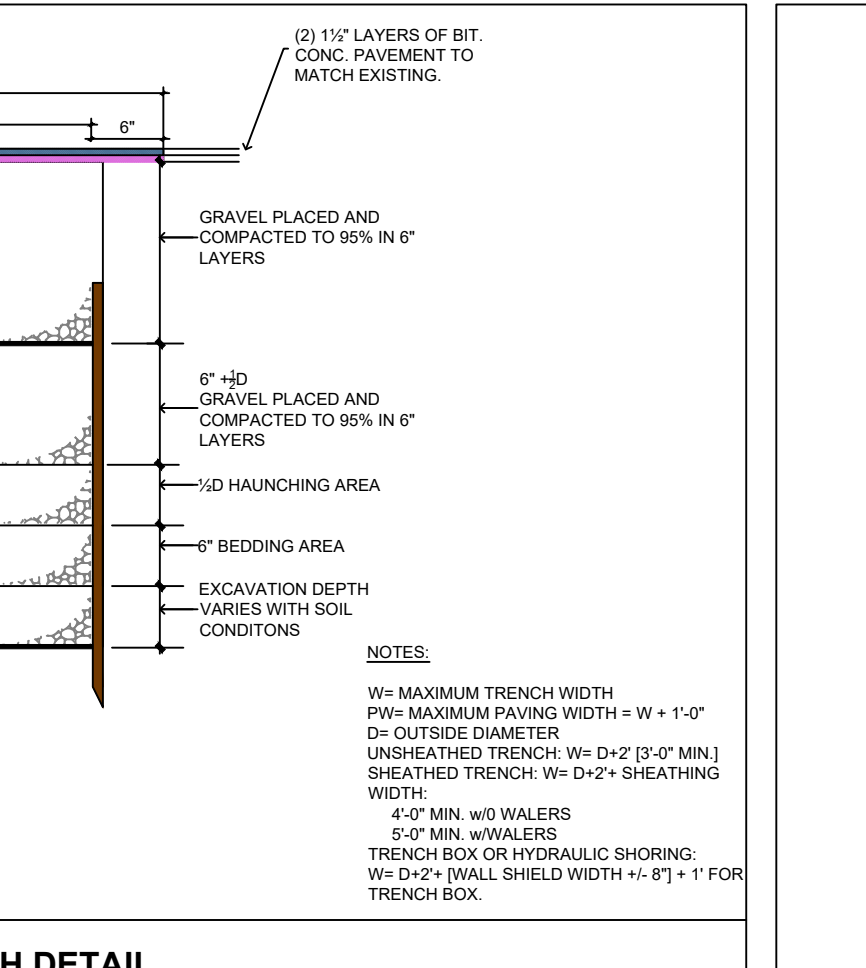 (2) 1½" LAYERS OF BIT.
CONC. PAVEMENT TO
MATCH EXISTING.
6"
GRAVEL PLACED AND
COMPACTED TO 95% IN 6"
LAYERS
6" +½D
GRAVEL PLACED AND
COMPACTED TO 95% IN 6"
LAYERS
½D HAUNCHING AREA
6" BEDDING AREA
EXCAVATION DEPTH
VARIES WITH SOIL
CONDITONS
NOTES:
W= MAXIMUM TRENCH WIDTH
PW= MAXIMUM PAVING WIDTH = W + 1'-0"
D= OUTSIDE DIAMETER
UNSHEATHED TRENCH: W= D+2' [3'-0" MIN.]
SHEATHED TRENCH: W= D+2'+ SHEATHING
WIDTH:
4'-0" MIN. w/0 WALERS
5'-0" MIN. w/WALERS
TRENCH BOX OR HYDRAULIC SHORING:
W= D+2'+ [WALL SHIELD WIDTH +/- 8"] + 1' FOR
TRENCH BOX.
H DETAIL